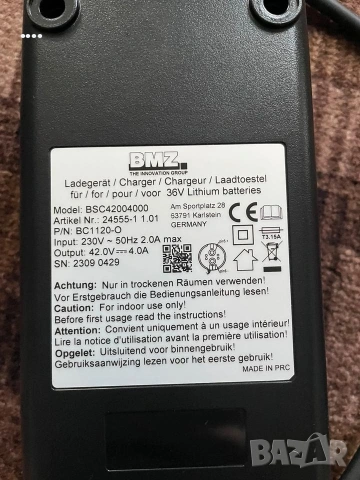 BMZ
THE INNOVATION GROUP
Ladegerät / Charger / Chargeur / Laadtoestel
für / for / pour / voor 36V Lithium batteries
Model: BSC42004000
Artikel Nr.: 24555-1 1.01
P/N: BC1120-O
Input: 230V ~ 50Hz 2.0A max
Output: 42.0V⎓4.0A
SN: 2309 0429
Am Sportplatz 28
63791 Karlstein
GERMANY
CE
T3.15A
Achtung: Nur in trockenen Räumen verwenden!
Vor Erstgebrauch die Bedienungsanleitung lesen!
Caution: For indoor use only!
Before first usage read the instructions!
Attention: Convient uniquement à un usage intérieur!
Lire la notice d'utilisation avant la première utilisation!
Opgelet: Uitsluitend voor binnengebruik!
Gebruiksaanwijzing lezen voor het eerste gebruik!
MADE IN PRC
BAZAR